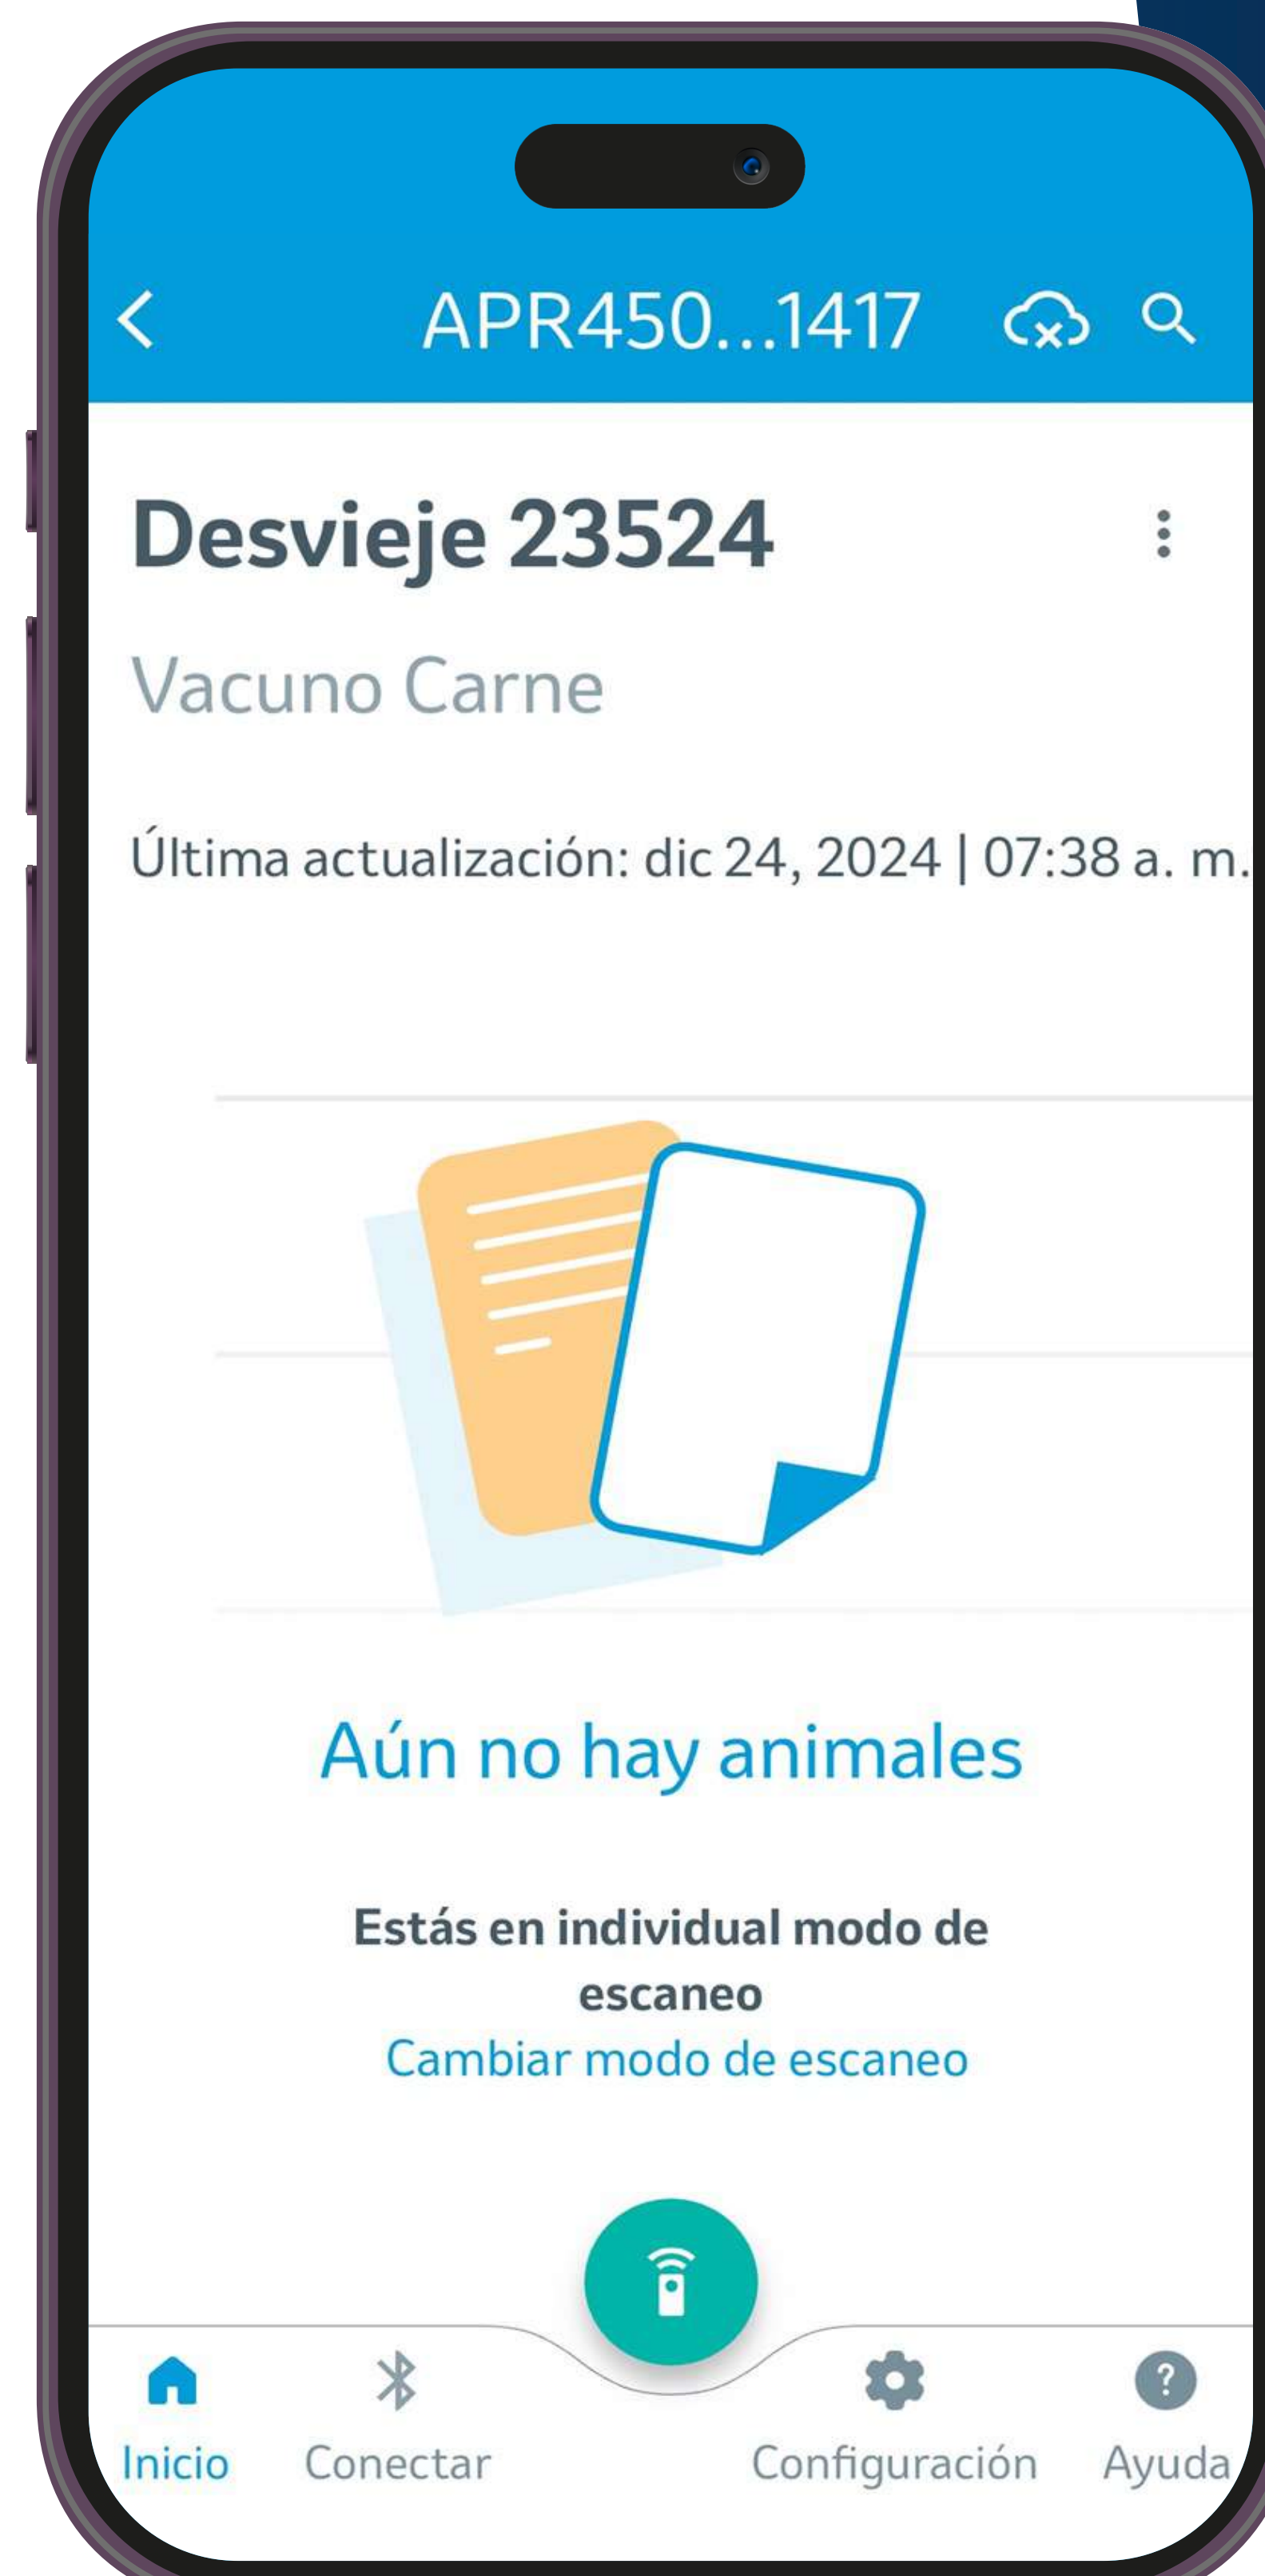 APR450...1417
Desvieje 23524
Vacuno Carne
Última actualización: dic 24, 2024 | 07:38 a. m.
Aún no hay animales
Estás en individual modo de
escaneo
Cambiar modo de escaneo
Inicio
Conectar
Configuración
Ayuda